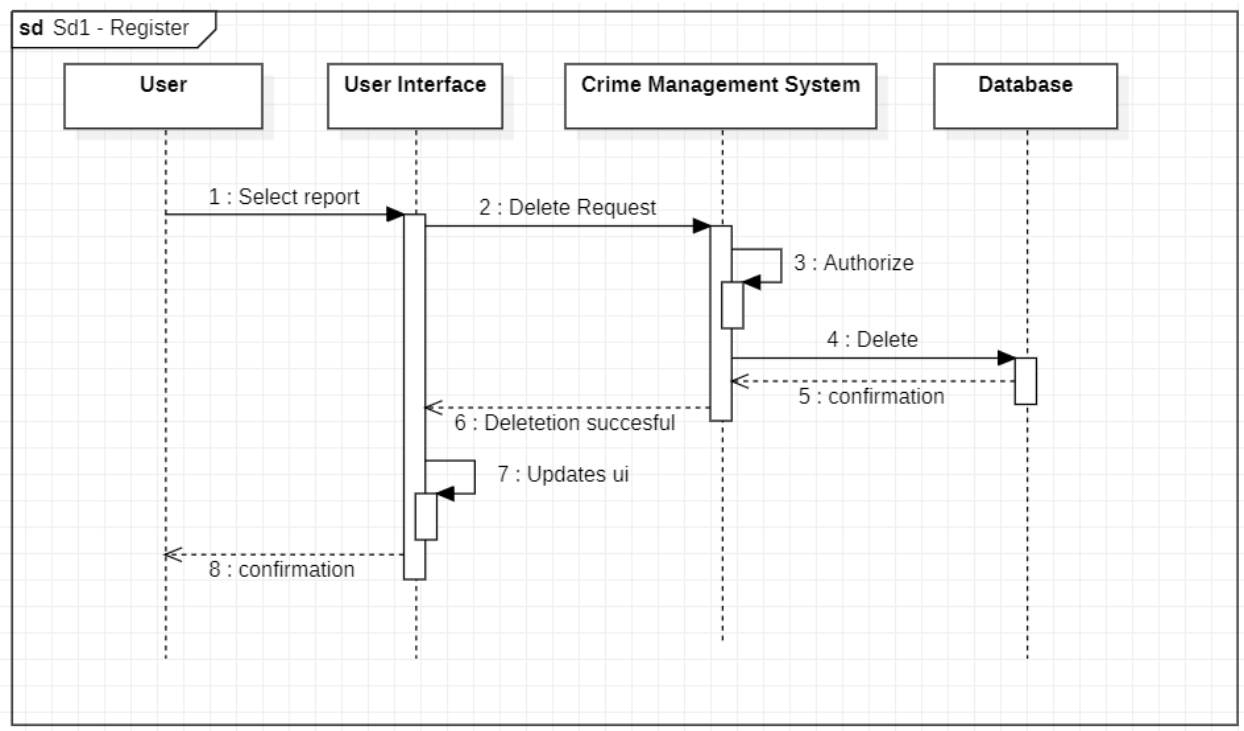 sd Sd1 - Register
User
User Interface
Crime Management System
Database
1 : Select report
2 : Delete Request
3 : Authorize
4 : Delete
5 : confirmation
6 : Deletetion succesful
7 : Updates ui
8 : confirmation